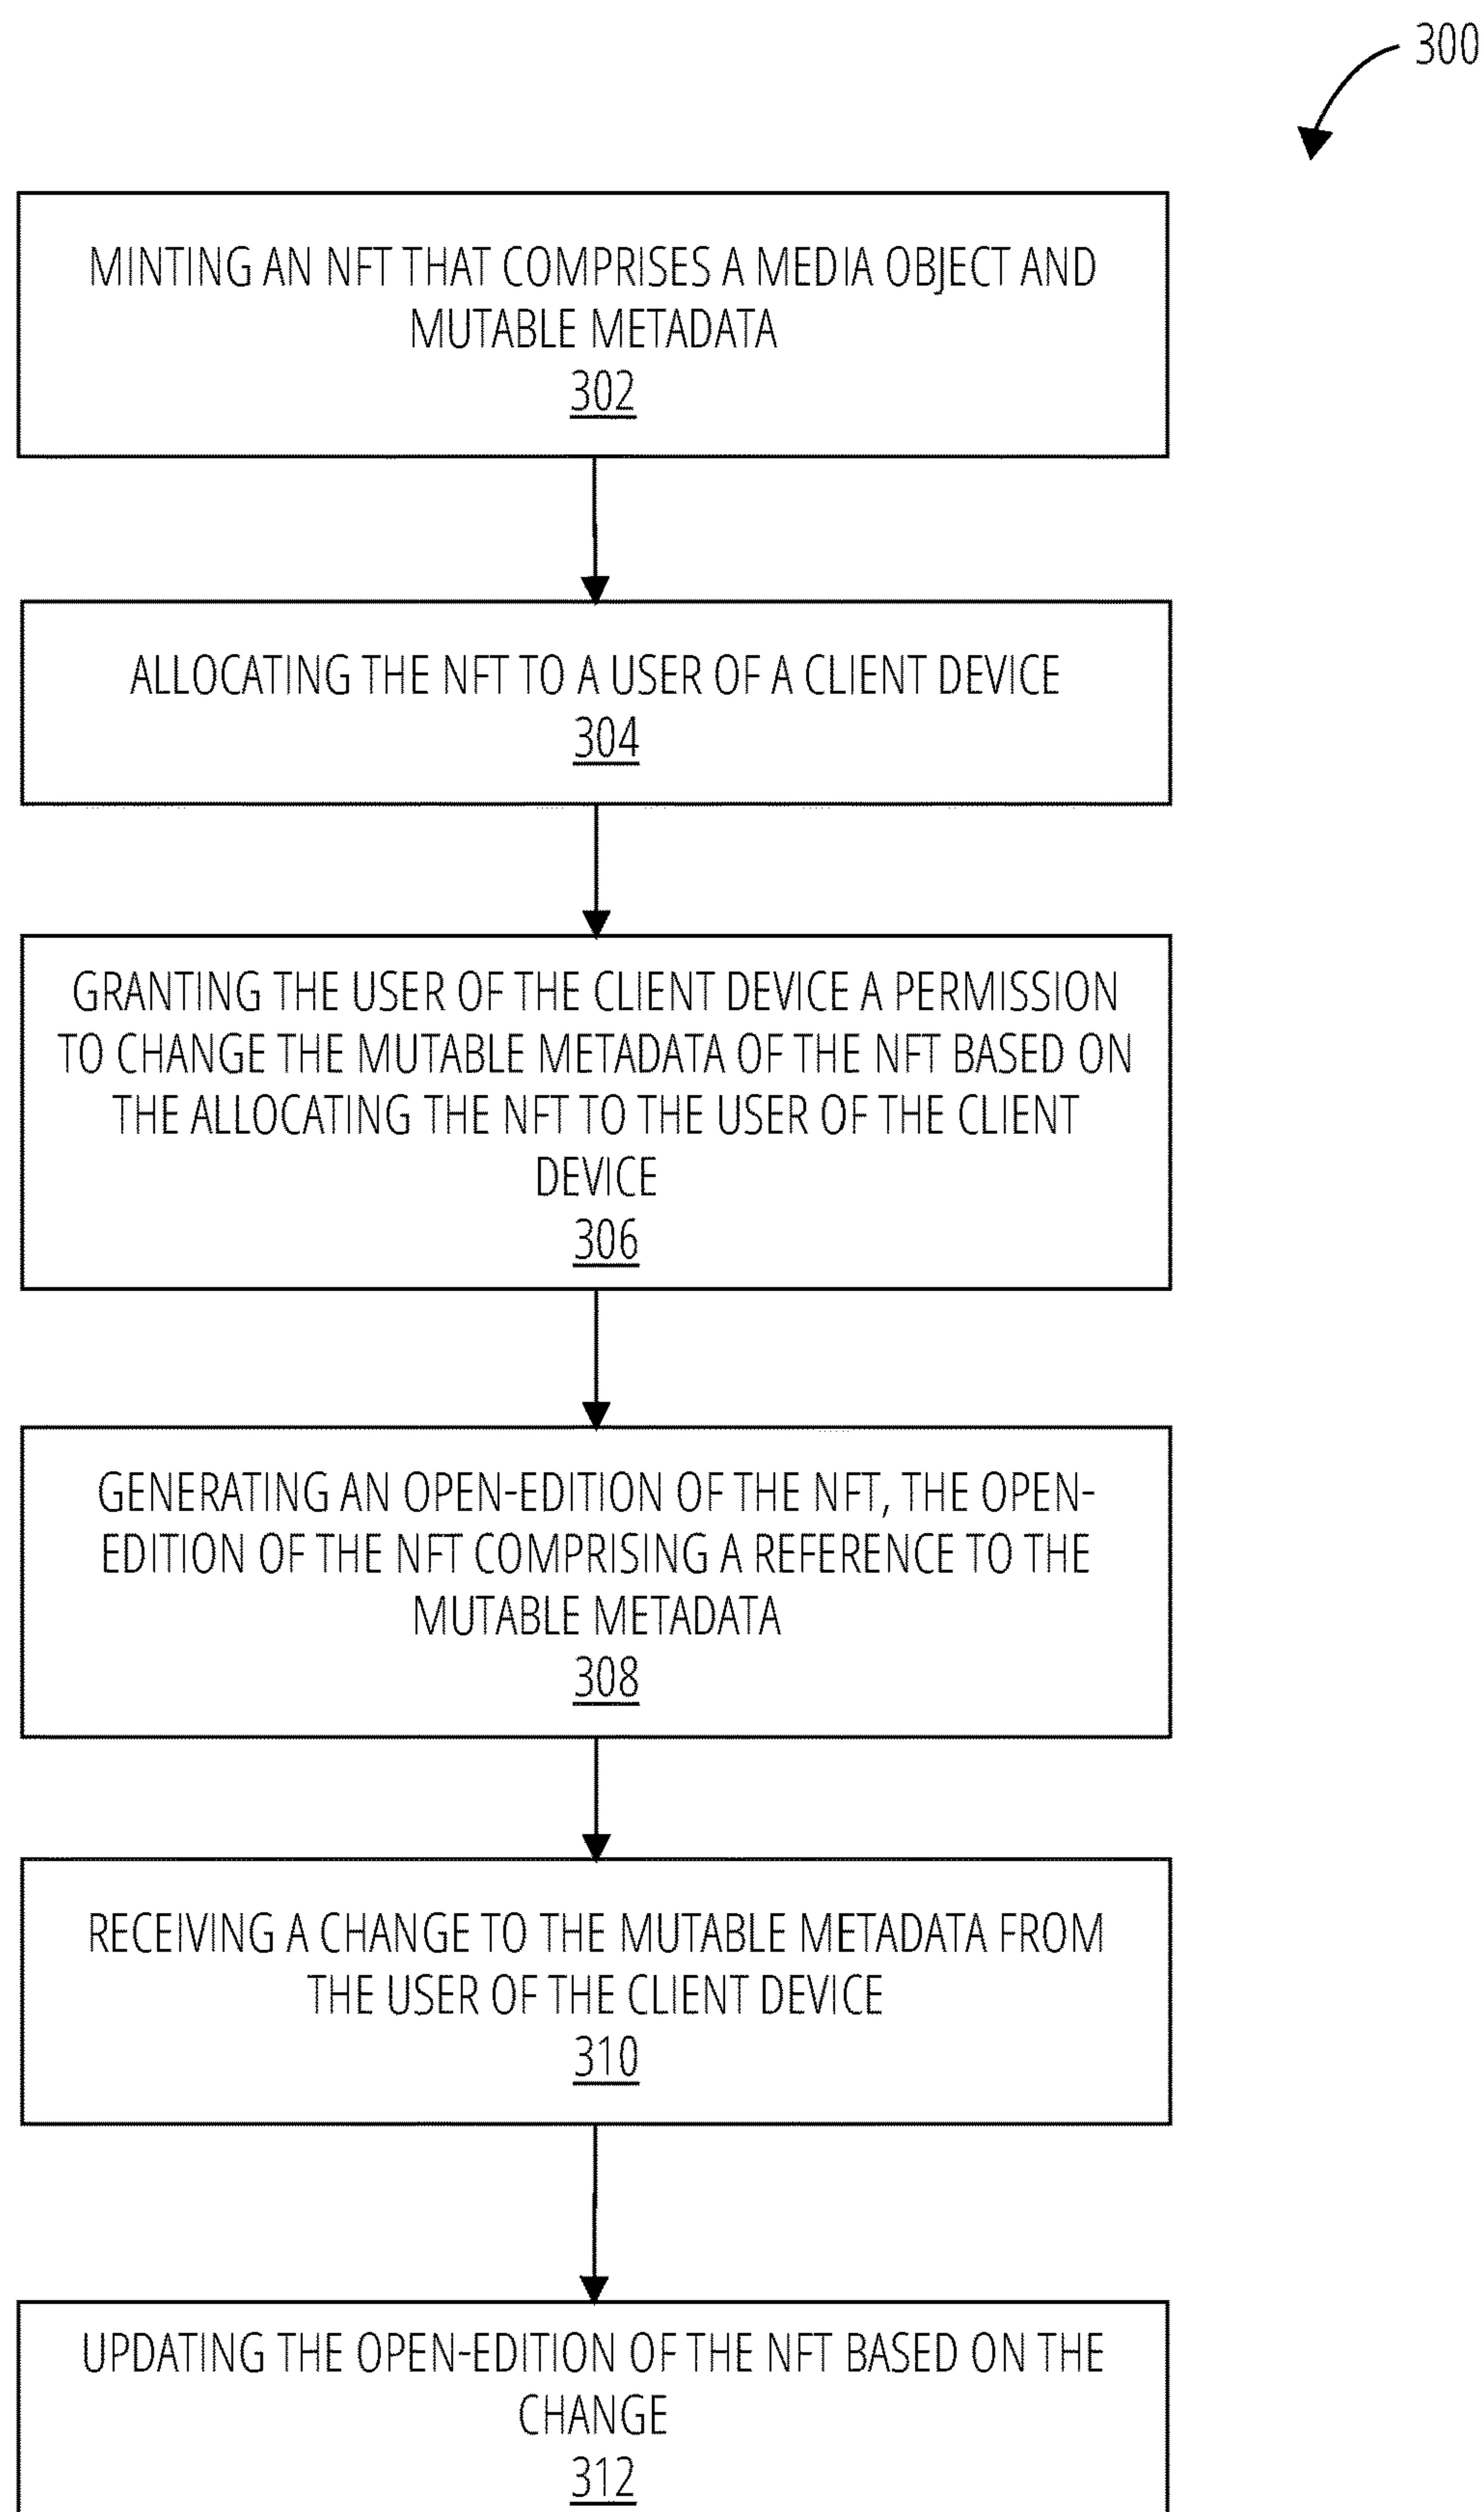 300
MINTING AN NFT THAT COMPRISES A MEDIA OBJECT AND
MUTABLE METADATA
302
ALLOCATING THE NFT TO A USER OF A CLIENT DEVICE
304
GRANTING THE USER OF THE CLIENT DEVICE A PERMISSION
TO CHANGE THE MUTABLE METADATA OF THE NFT BASED ON
THE ALLOCATING THE NFT TO THE USER OF THE CLIENT
DEVICE
306
GENERATING AN OPEN-EDITION OF THE NFT, THE OPEN-
EDITION OF THE NFT COMPRISING A REFERENCE TO THE
MUTABLE METADATA
308
RECEIVING A CHANGE TO THE MUTABLE METADATA FROM
THE USER OF THE CLIENT DEVICE
310
UPDATING THE OPEN-EDITION OF THE NFT BASED ON THE
CHANGE
312